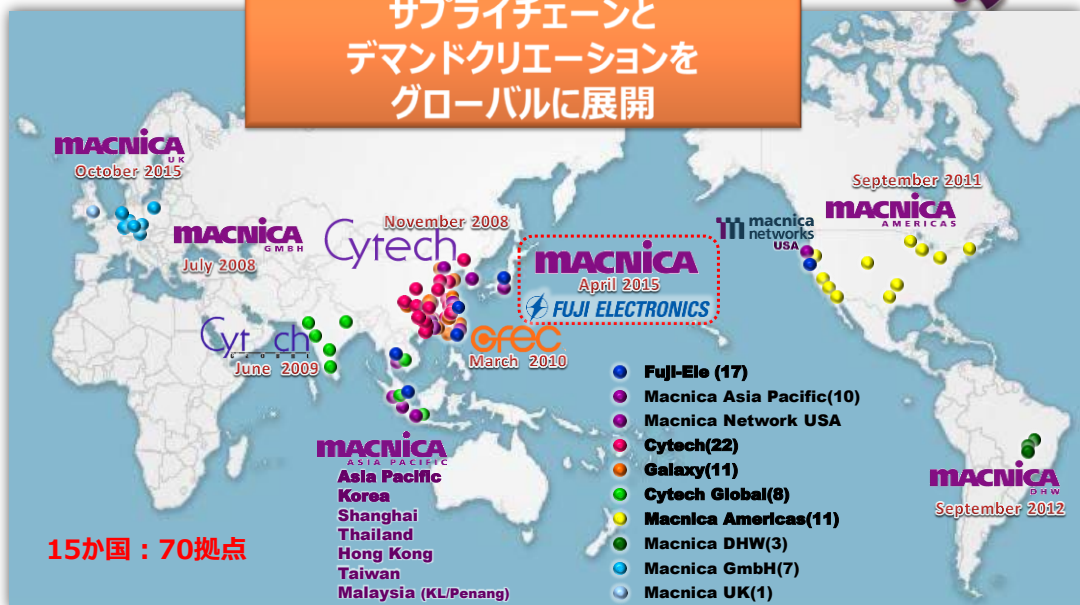 サプライチェーンと
デマンドクリエーションを
グローバルに展開
MACNICA
UK
October 2015
MACNICA
GMBH
July 2008
November 2008
Cytech
MACNICA
April 2015
FUJI ELECTRONICS
macnica
networks
USA
September 2011
MACNICA
AMERICAS
Cyt ch
GLOBAL
June 2009
GFEC
March 2010
MACNICA
ASIA PACIFIC
Asia Pacific
Korea
Shanghai
Thailand
Hong Kong
Taiwan
Malaysia (KL/Penang)
15か国：70拠点
Fuji-Ele (17)
Macnica Asia Pacific(10)
Macnica Network USA
Cytech(22)
Galaxy(11)
Cytech Global(8)
Macnica Americas(11)
Macnica DHW(3)
Macnica GmbH(7)
Macnica UK(1)
MACNICA
DHW
September 2012